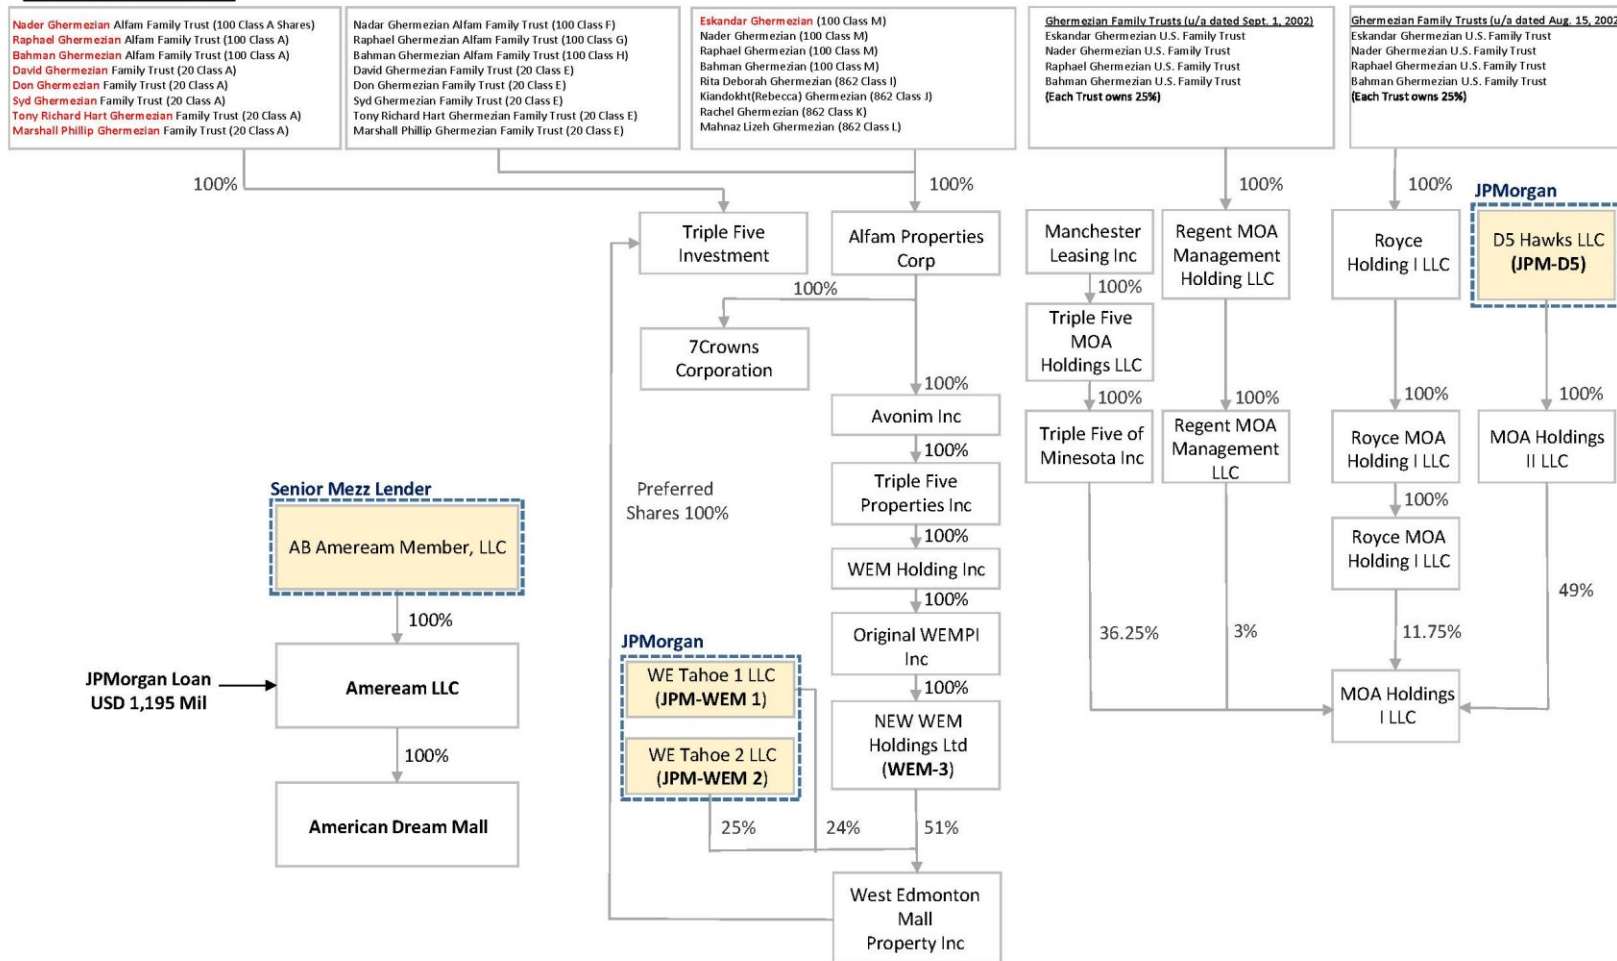 Nader Ghermezian Alfam Family Trust (100 Class A Shares)
Raphael Ghermezian Alfam Family Trust (100 Class A)
Bahman Ghermezian Alfam Family Trust (100 Class A)
David Ghermezian Family Trust (20 Class A)
Don Ghermezian Family Trust (20 Class A)
Syd Ghermezian Family Trust (20 Class A)
Tony Richard Hart Ghermezian Family Trust (20 Class A)
Marshall Phillip Ghermezian Family Trust (20 Class A)
Nadar Ghermezian Alfam Family Trust (100 Class F)
Raphael Ghermezian Alfam Family Trust (100 Class G)
Bahman Ghermezian Alfam Family Trust (100 Class H)
David Ghermezian Family Trust (20 Class E)
Don Ghermezian Family Trust (20 Class E)
Syd Ghermezian Family Trust (20 Class E)
Tony Richard Hart Ghermezian Family Trust (20 Class E)
Marshall Phillip Ghermezian Family Trust (20 Class E)
Eskandar Ghermezian (100 Class M)
Nader Ghermezian (100 Class M)
Raphael Ghermezian (100 Class M)
Bahman Ghermezian (100 Class M)
Rita Deborah Ghermezian (862 Class I)
Kiandokht(Rebecca) Ghermezian (862 Class J)
Rachel Ghermezian (862 Class K)
Mahnaz Lizeh Ghermezian (862 Class L)
Ghermezian Family Trusts (u/a dated Sept. 1, 2002)
Eskandar Ghermezian U.S. Family Trust
Nader Ghermezian U.S. Family Trust
Raphael Ghermezian U.S. Family Trust
Bahman Ghermezian U.S. Family Trust
(Each Trust owns 25%)
Ghermezian Family Trusts (u/a dated Aug. 15, 2002
Eskandar Ghermezian U.S. Family Trust
Nader Ghermezian U.S. Family Trust
Raphael Ghermezian U.S. Family Trust
Bahman Ghermezian U.S. Family Trust
(Each Trust owns 25%)
100%
100%
100%
100%
JPMorgan
Triple Five
Investment
Alfam Properties
Corp
Manchester
Leasing Inc
Regent MOA
Management
Holding LLC
Royce
Holding I LLC
D5 Hawks LLC
(JPM-D5)
100%
100%
7Crowns
Corporation
Triple Five
MOA
Holdings LLC
100%
100%
100%
100%
100%
Avonim Inc
Triple Five of
Minesota Inc
Regent MOA
Management
LLC
Royce MOA
Holding I LLC
MOA Holdings
II LLC
100%
Preferred
Shares 100%
Triple Five
Properties Inc
100%
Senior Mezz Lender
AB Ameream Member, LLC
100%
WEM Holding Inc
Royce MOA
Holding I LLC
49%
100%
100%
Original WEMPI
Inc
36.25%
3%
11.75%
JPMorgan
WE Tahoe 1 LLC
(JPM-WEM 1)
100%
JPMorgan Loan
USD 1,195 Mil
Ameream LLC
MOA Holdings
I LLC
NEW WEM
Holdings Ltd
(WEM-3)
WE Tahoe 2 LLC
(JPM-WEM 2)
100%
American Dream Mall
25%
24%
51%
West Edmonton
Mall
Property Inc